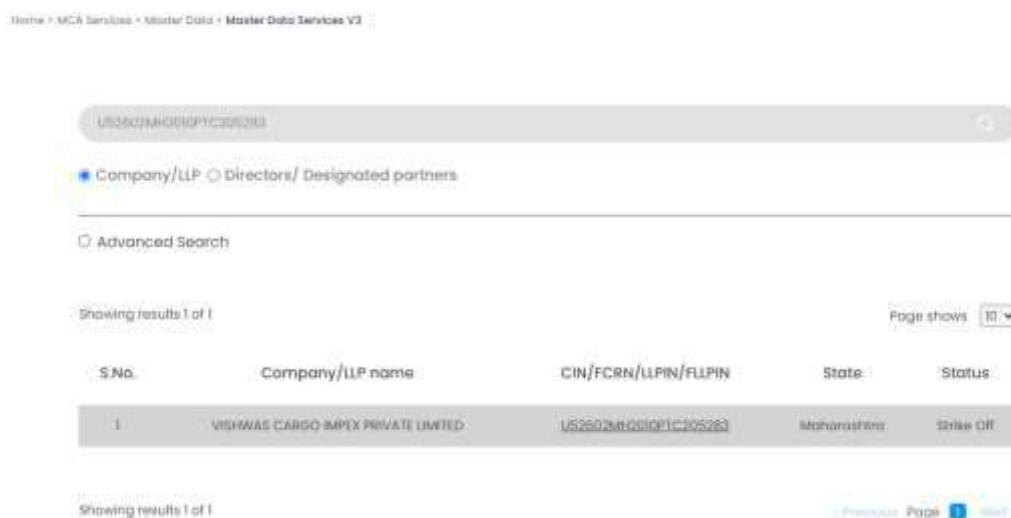 Home > MCA Services > Master Data > Master Data Services V3
U52602MH2010PTC205283
Company/LLP Directors/ Designated partners
Advanced Search
Showing results 1 of 1
Page shows 10
S.No. Company/LLP name CIN/FCRN/LLPIN/FLLPIN State Status
1 VISHWAS CARGO IMPEX PRIVATE LIMITED U52602MH2010PTC205283 Maharashtra Strike Off
Showing results 1 of 1
Previous Page 1 Next